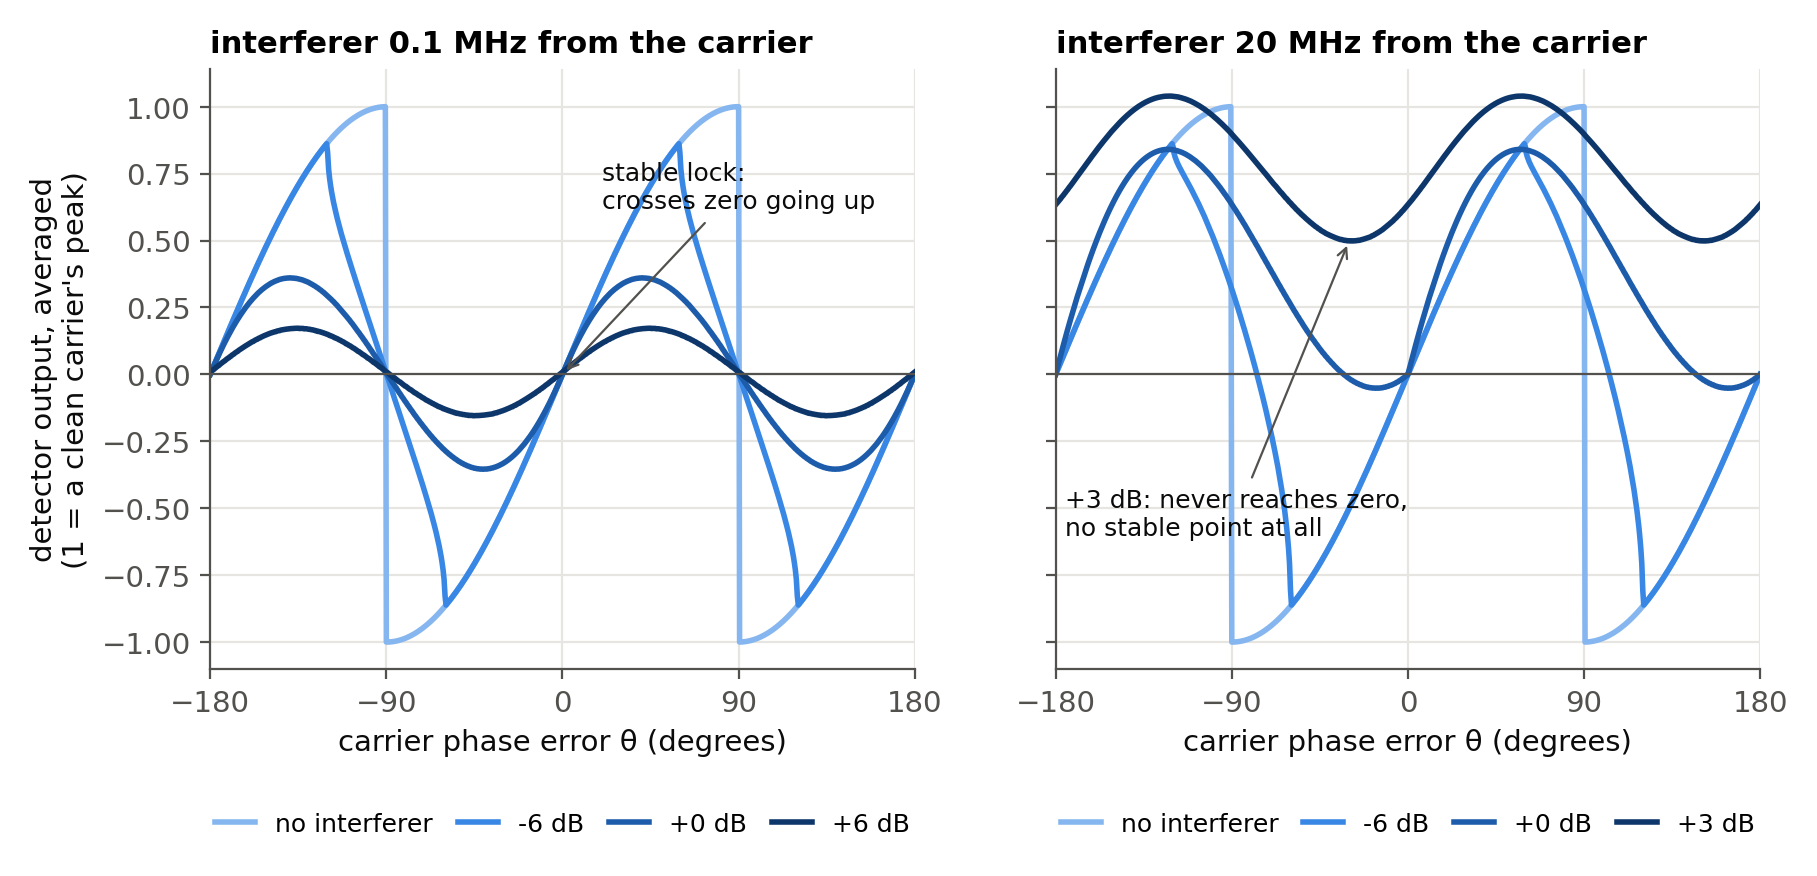 interferer 0.1 MHz from the carrier
detector output, averaged
(1 = a clean carrier's peak)
1.00
0.75
0.50
0.25
0.00
−0.25
−0.50
−0.75
−1.00
stable lock:
crosses zero going up
−180
−90
0
90
180
carrier phase error θ (degrees)
no interferer
-6 dB
+0 dB
+6 dB
interferer 20 MHz from the carrier
+3 dB: never reaches zero,
no stable point at all
−180
−90
0
90
180
carrier phase error θ (degrees)
no interferer
-6 dB
+0 dB
+3 dB